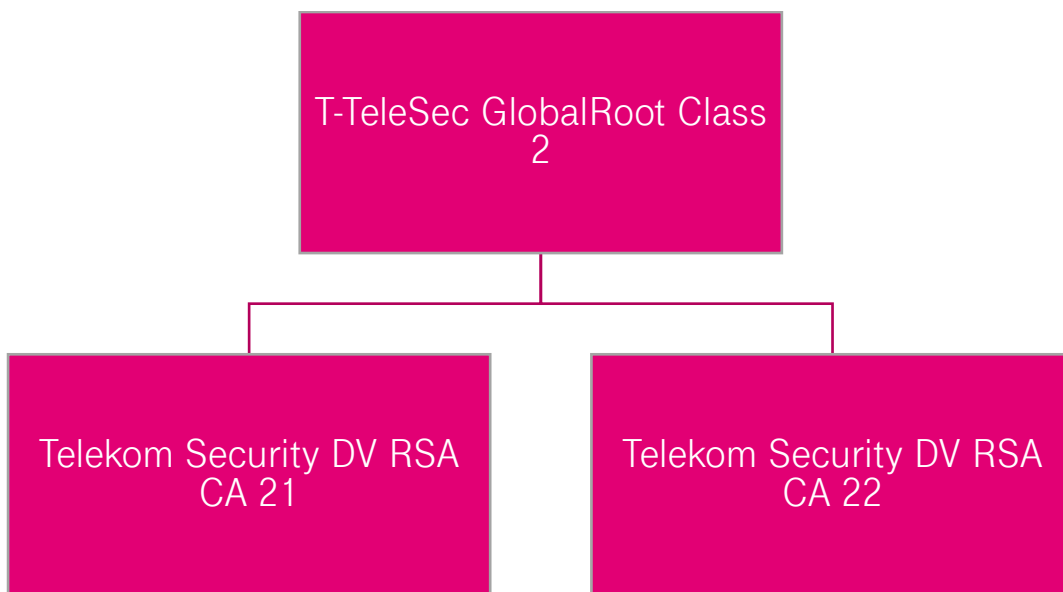 T-TeleSec GlobalRoot Class
2
Telekom Security DV RSA
CA 21
Telekom Security DV RSA
CA 22